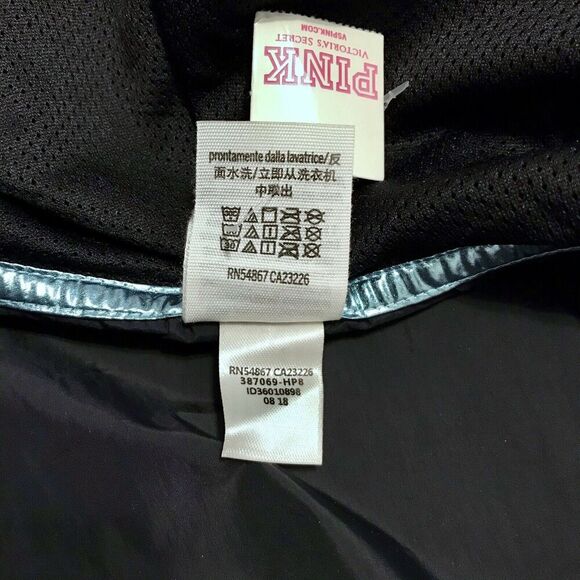 VSPINK.COM
VICTORIA'S SECRET
PINK
prontamente dalla lavatrice/反
面水洗/立即从洗衣机
中取出
30
RN54867 CA23226
RN54867 CA23226
387069-HP8
ID36010898
08 18